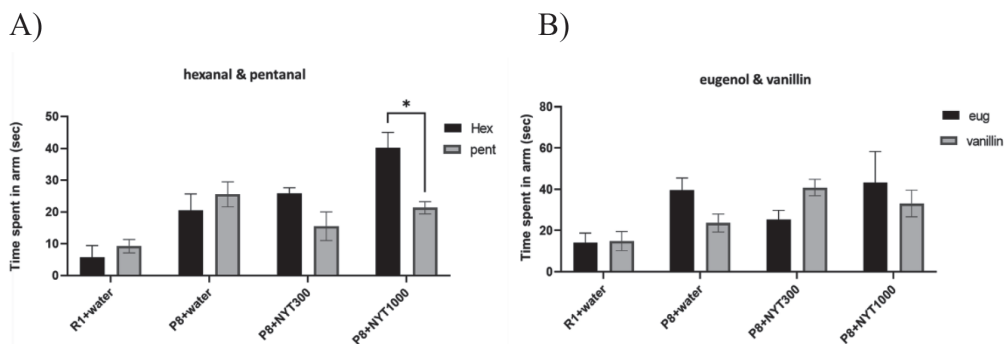 A)
hexanal & pentanal
Time spent in arm (sec)
50
40
30
20
10
0
*
Hex
pent
R1+water
P8+water
P8+NYT300
P8+NYT1000
B)
eugenol & vanillin
Time spent in arm (sec)
80
60
40
20
0
eug
vanillin
R1+water
P8+water
P8+NYT300
P8+NYT1000